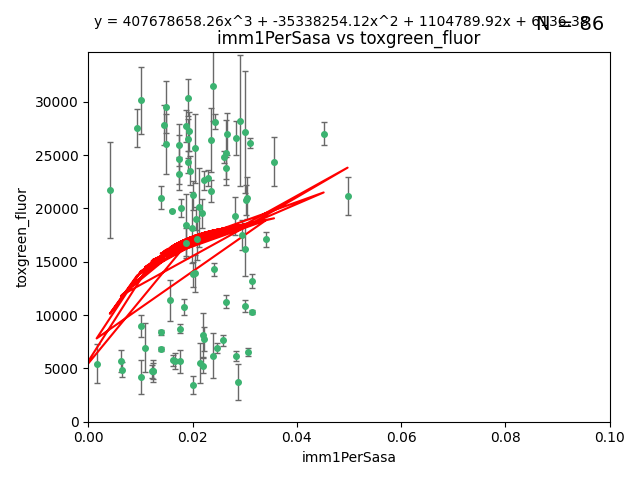 y = 407678658.26x^3 + -35338254.12x^2 + 1104789.92x +
N = 86
imm1PerSasa vs toxgreen_fluor
30000
25000
20000
15000
10000
5000
0
toxgreen_fluor
0.00 0.02 0.04 0.06 0.08 0.10
imm1PerSasa